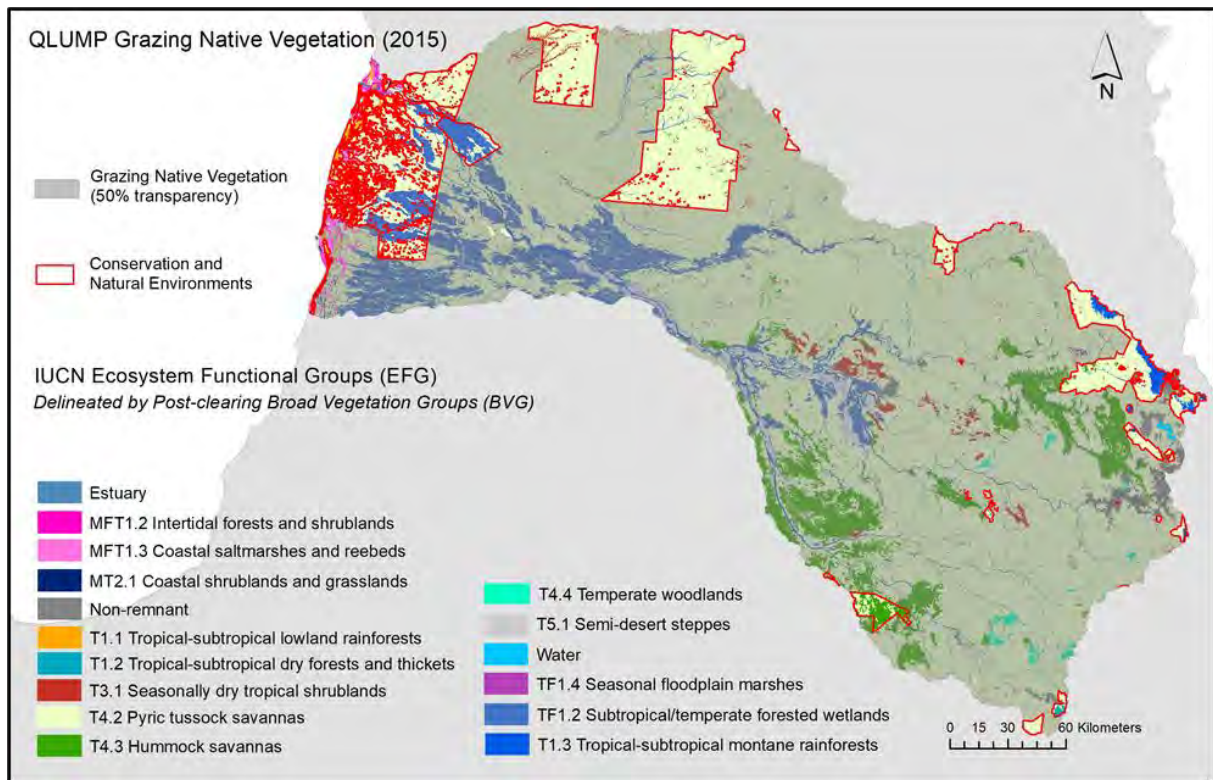 QLUMP Grazing Native Vegetation (2015)
N
Grazing Native Vegetation
(50% transparency)
Conservation and
Natural Environments
IUCN Ecosystem Functional Groups (EFG)
Delineated by Post-clearing Broad Vegetation Groups (BVG)
Estuary
MFT1.2 Intertidal forests and shrublands
MFT1.3 Coastal saltmarshes and reebeds
MT2.1 Coastal shrublands and grasslands
Non-remnant
T1.1 Tropical-subtropical lowland rainforests
T1.2 Tropical-subtropical dry forests and thickets
T3.1 Seasonally dry tropical shrublands
T4.2 Pyric tussock savannas
T4.3 Hummock savannas
T4.4 Temperate woodlands
T5.1 Semi-desert steppes
Water
TF1.4 Seasonal floodplain marshes
TF1.2 Subtropical/temperate forested wetlands
T1.3 Tropical-subtropical montane rainforests
0 15 30 60 Kilometers